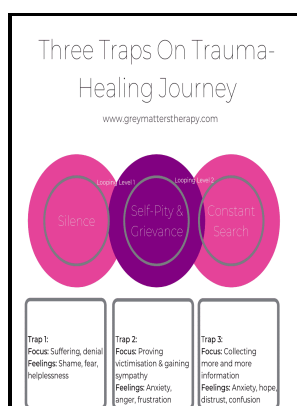 Three Traps On Trauma-
Healing Journey
www.greymatterstherapy.com
Looping Level 1
Looping Level 2
Silence
Self-Pity &
Grievance
Constant
Search
Trap 1:
Focus: Suffering, denial
Feelings: Shame, fear,
helplessness
Trap 2:
Focus: Proving
victimisation & gaining
sympathy
Feelings: Anxiety,
anger, frustration
Trap 3:
Focus: Collecting
more and more
information
Feelings: Anxiety, hope,
distrust, confusion